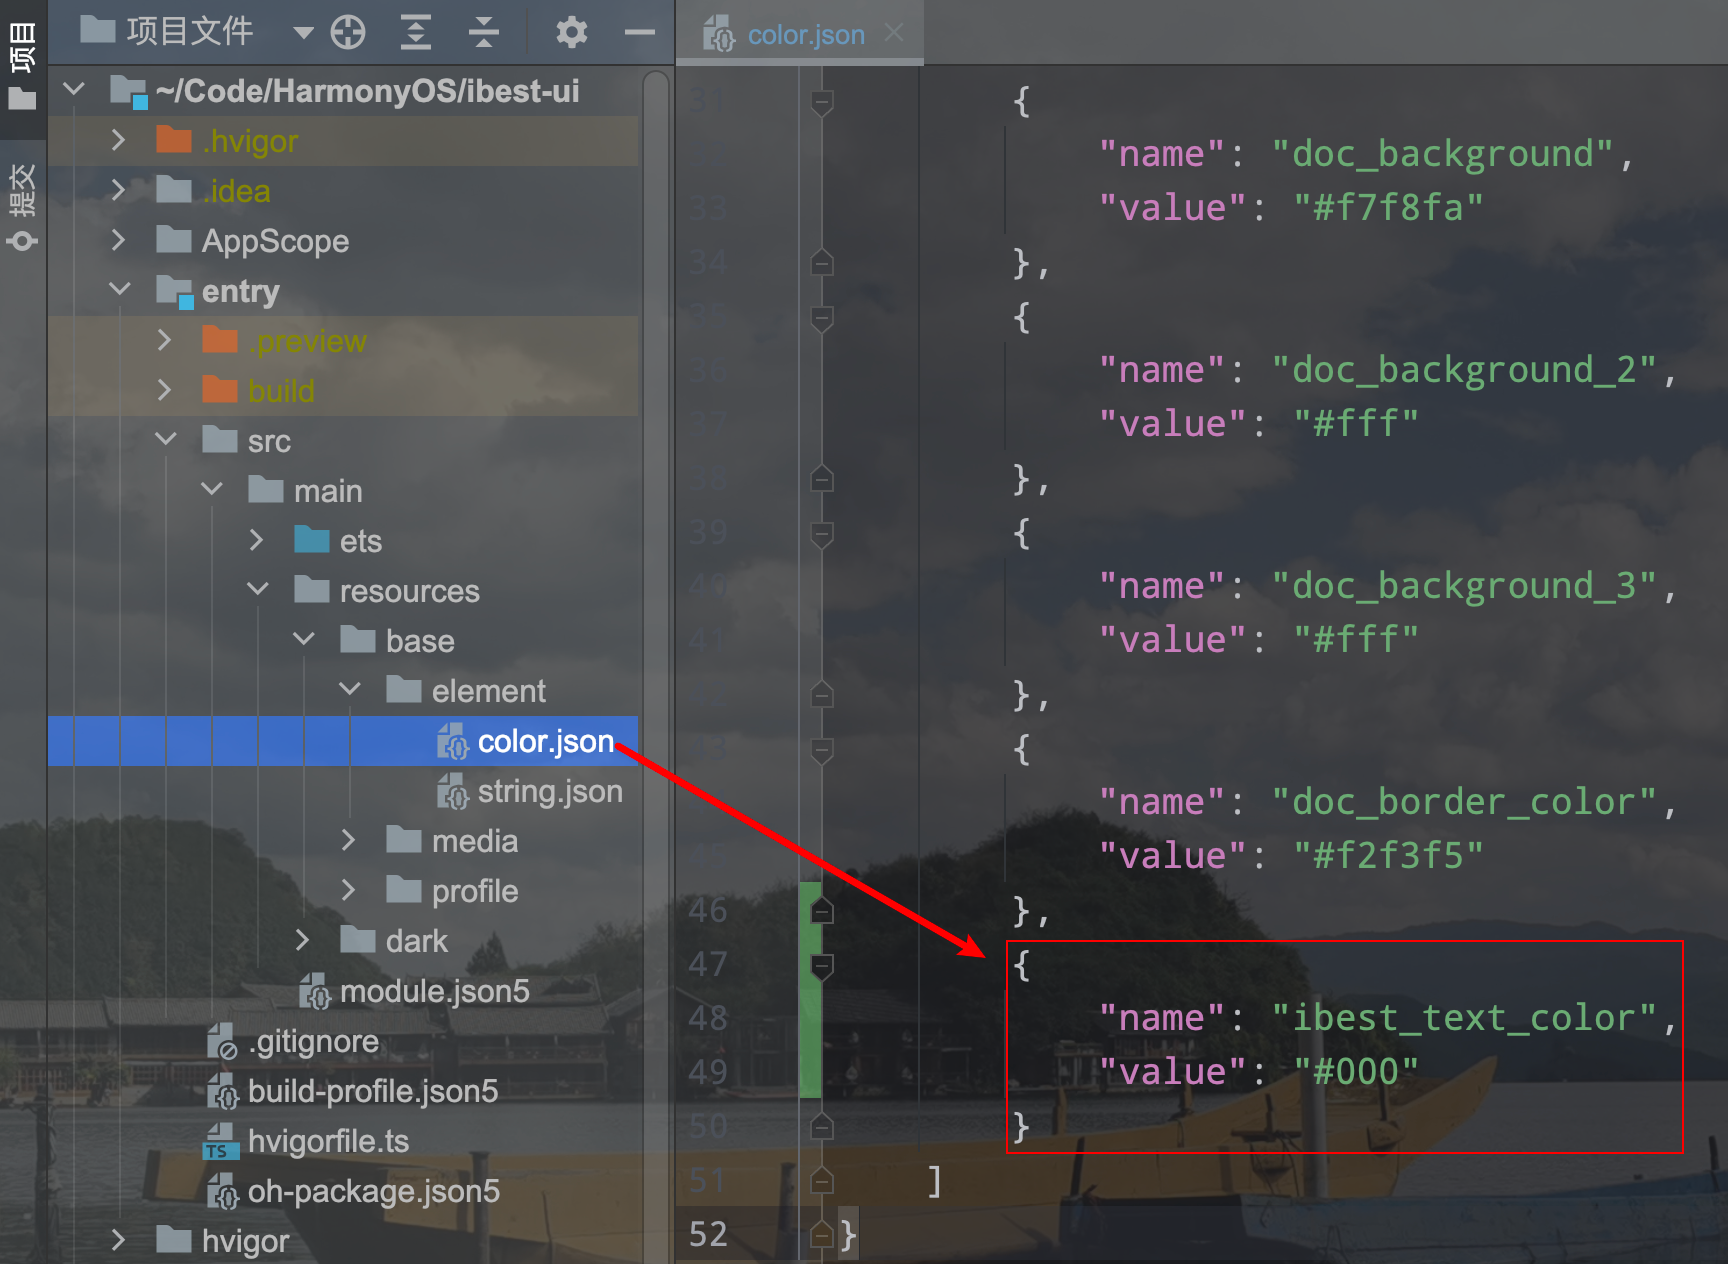 项目
提交
项目文件
~/Code/HarmonyOS/ibest-ui
.hvigor
.idea
AppScope
entry
.preview
build
src
main
ets
resources
base
element
color.json
string.json
media
profile
dark
module.json5
.gitignore
build-profile.json5
TS hvigorfile.ts
oh-package.json5
hvigor
color.json
31 {
"name": "doc_background",
33 "value": "#f7f8fa"
34 },
35 {
36 "name": "doc_background_2",
37 "value": "#fff"
38 },
39 {
40 "name": "doc_background_3",
41 "value": "#fff"
42 },
43 {
"name": "doc_border_color",
"value": "#f2f3f5"
46 },
47 {
48 "name": "ibest_text_color",
49 "value": "#000"
50 }
51 ]
52 }